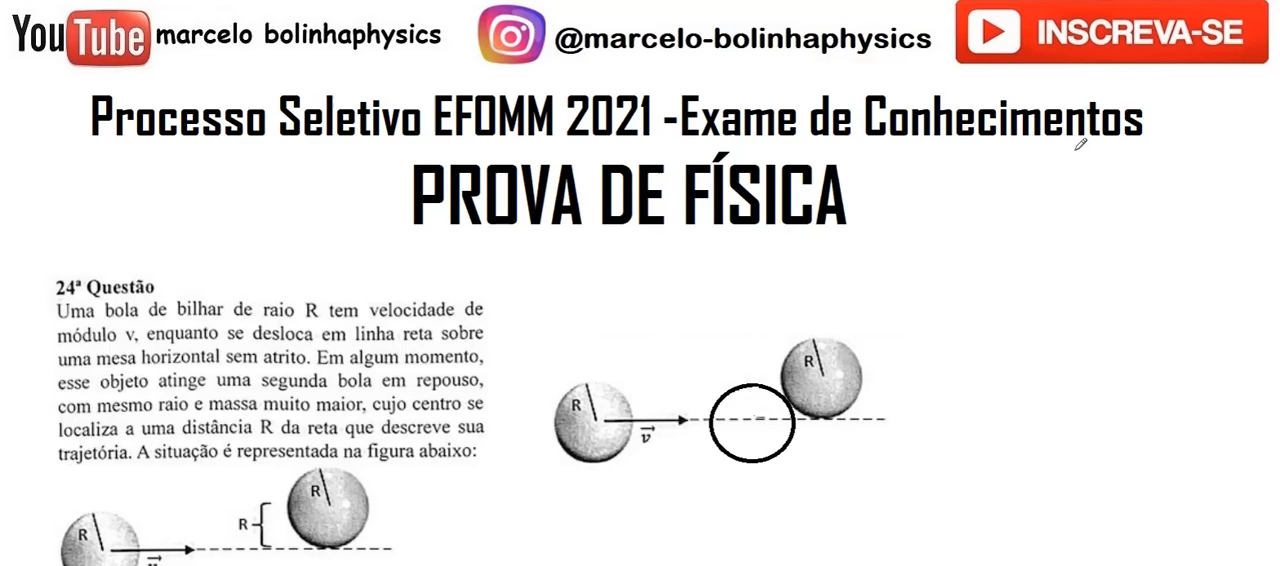 YouTube marcelo bolinhaphysics @marcelo-bolinhaphysics INSCREVA-SE
Processo Seletivo EFOMM 2021 -Exame de Conhecimentos
PROVA DE FÍSICA
24ª Questão
Uma bola de bilhar de raio R tem velocidade de
módulo v, enquanto se desloca em linha reta sobre
uma mesa horizontal sem atrito. Em algum momento,
esse objeto atinge uma segunda bola em repouso,
com mesmo raio e massa muito maior, cujo centro se
localiza a uma distância R da reta que descreve sua
trajetória. A situação é representada na figura abaixo:
R
R
R
R
v
R